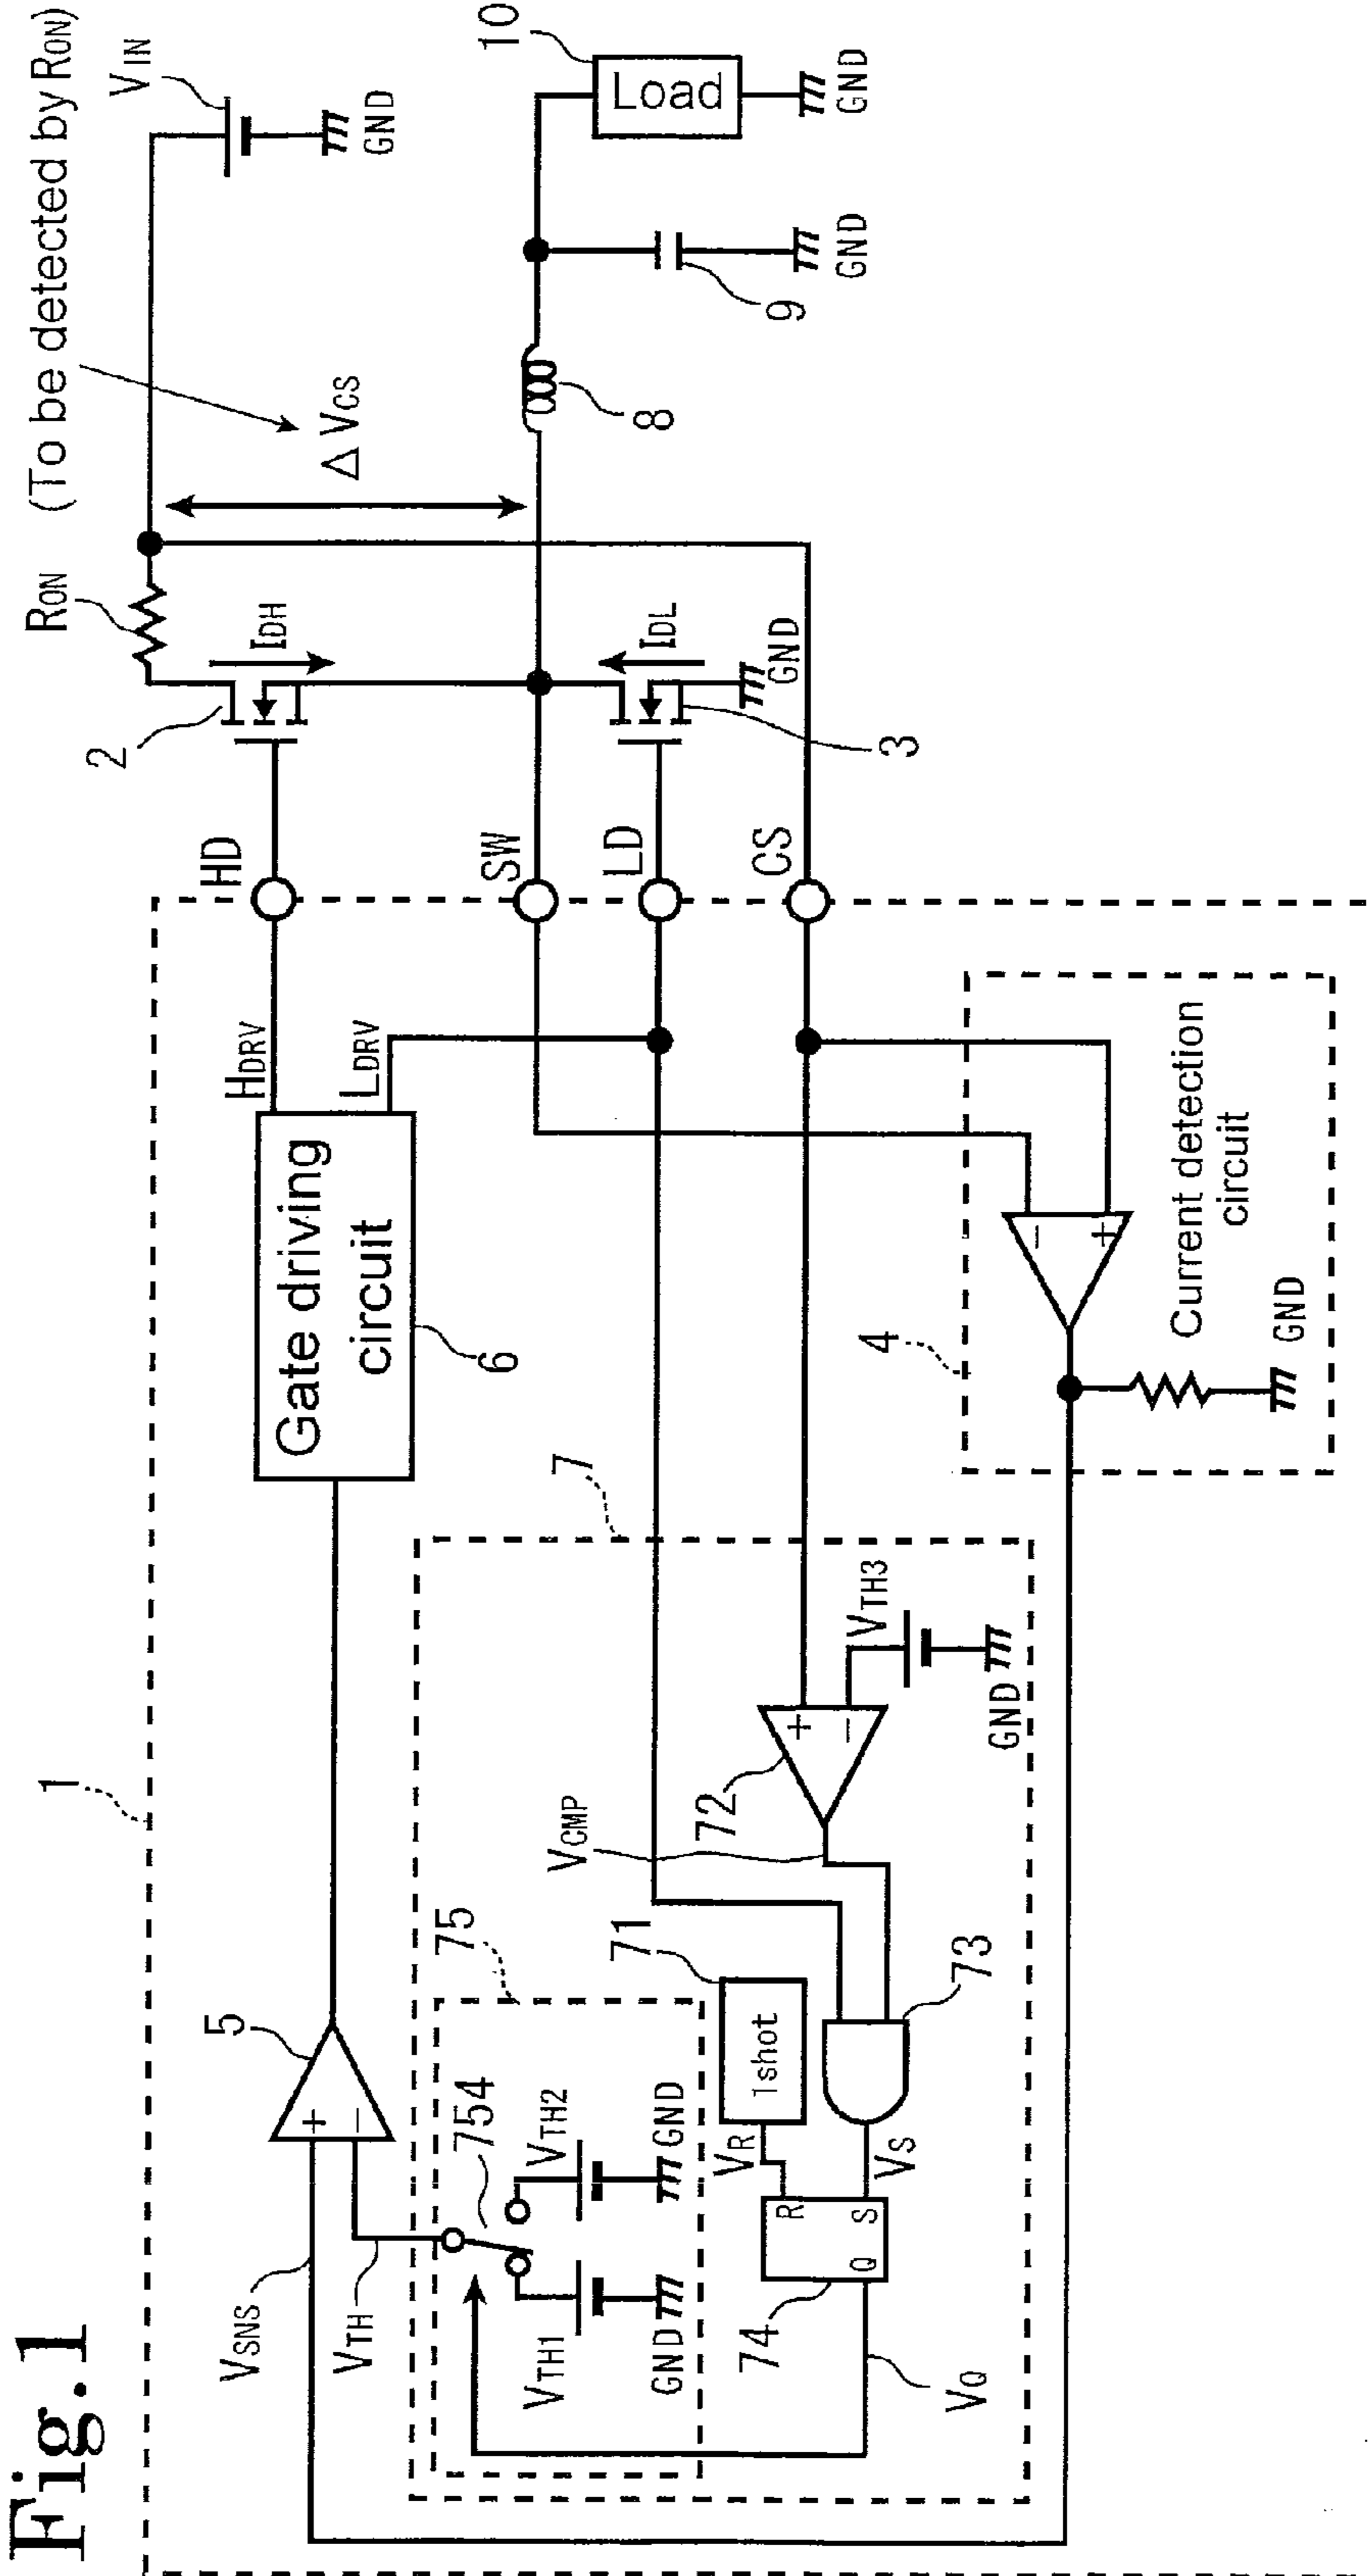 Fig.1
1
5
VSNS
VTH
75
754
VTH1
VTH2
GND
GND
71
1shot
VR
R
S
Q
74
VS
VQ
73
VCMP
72
+
−
VTH3
GND
7
+
−
Gate driving
circuit
6
HDRV
LDRV
HD
SW
LD
CS
4
−
+
Current detection
circuit
GND
2
RON
IDH
IDL
GND
3
(To be detected by RON)
Δ VCS
VIN
GND
8
9
GND
10
Load
GND